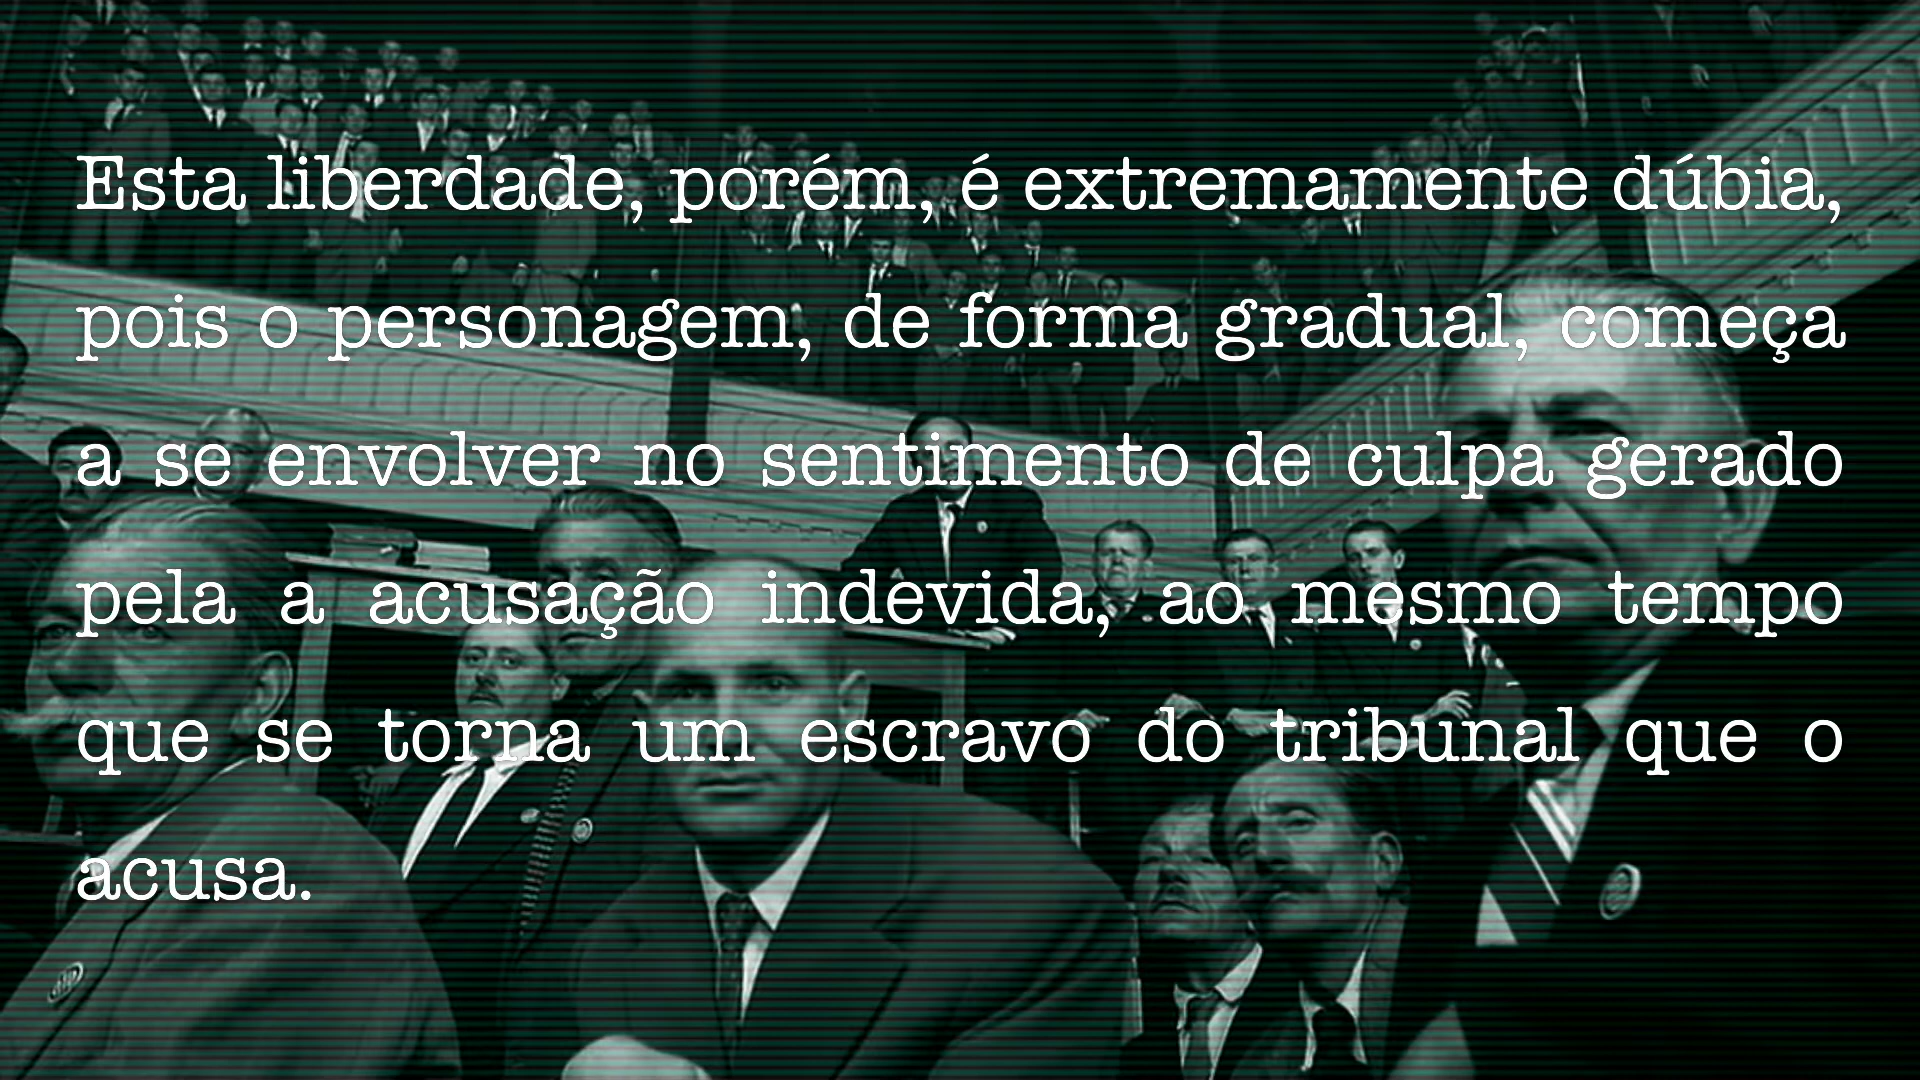 Esta liberdade, porém, é extremamente dúbia,
pois o personagem, de forma gradual, começa
a se envolver no sentimento de culpa gerado
pela a acusação indevida, ao mesmo tempo
que se torna um escravo do tribunal que o
acusa.